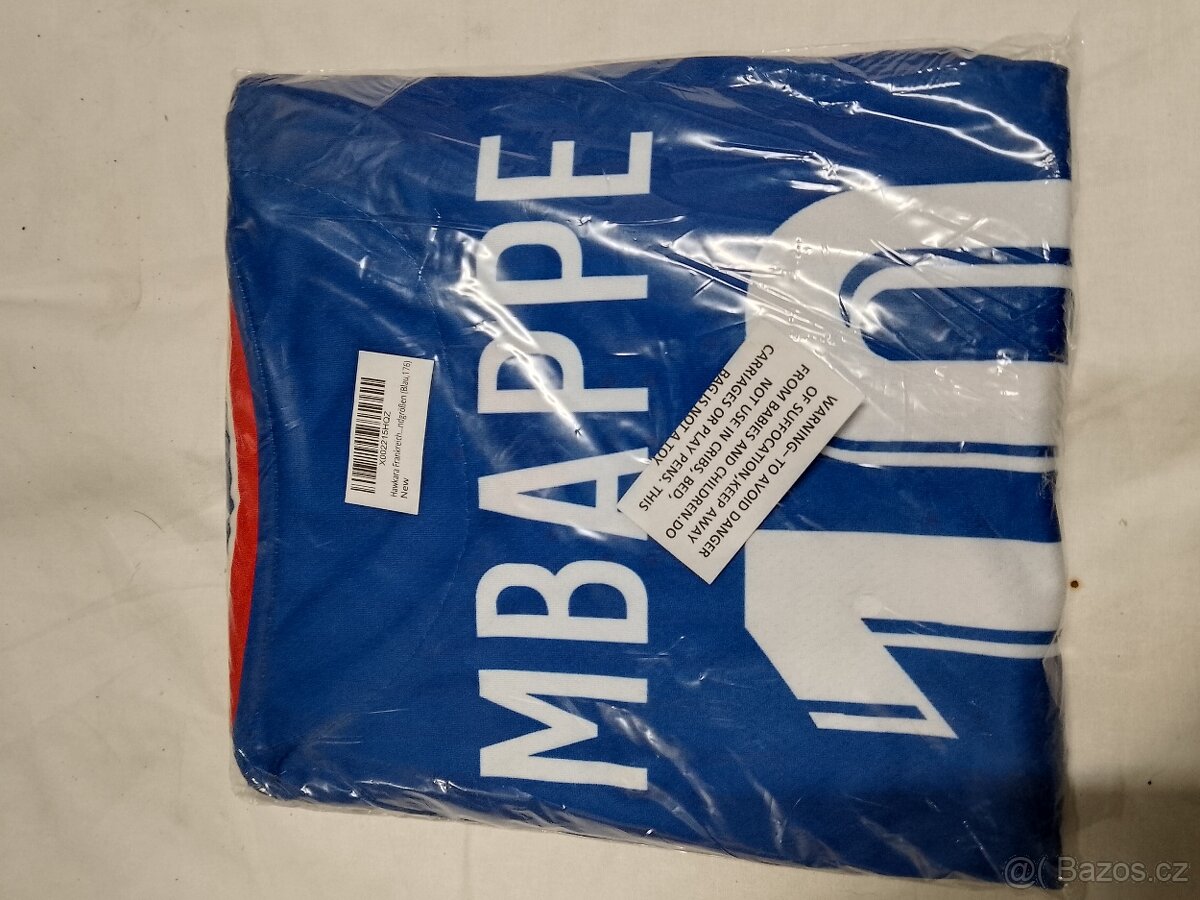 MBAPPE
10
X002215HQZ
Hawkara Frankreich...ndgrößen (Blau,176)
New
WARNING- TO AVOID DANGER
OF SUFFOCATION,KEEP AWAY
FROM BABIES AND CHILDREN.DO
NOT USE IN CRIBS, BED,
CARRIAGES OR PLAY PENS. THIS
BAG IS NOT A TOY
@( Bazos.cz